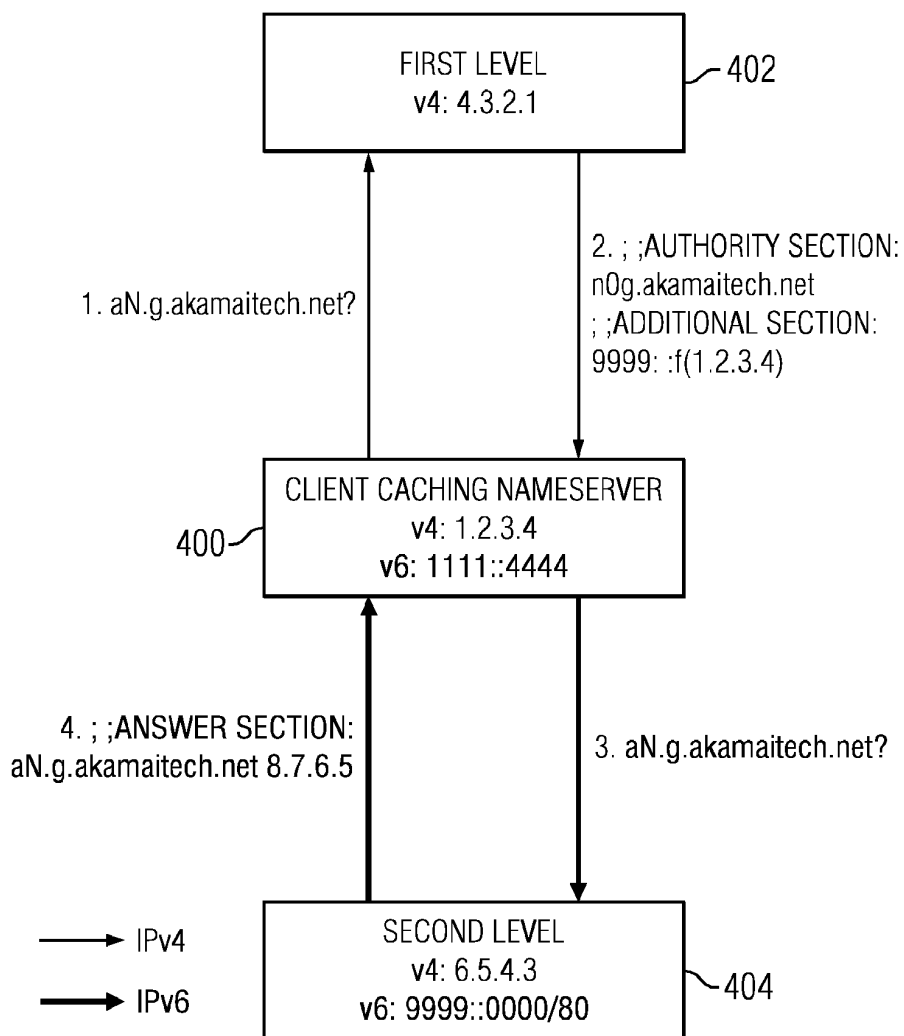 FIRST LEVEL
v4: 4.3.2.1
402
1. aN.g.akamaitech.net?
2. ; ;AUTHORITY SECTION:
n0g.akamaitech.net
; ;ADDITIONAL SECTION:
9999: :f(1.2.3.4)
CLIENT CACHING NAMESERVER
v4: 1.2.3.4
v6: 1111::4444
400
4. ; ;ANSWER SECTION:
aN.g.akamaitech.net 8.7.6.5
3. aN.g.akamaitech.net?
SECOND LEVEL
v4: 6.5.4.3
v6: 9999::0000/80
404
IPv4
IPv6